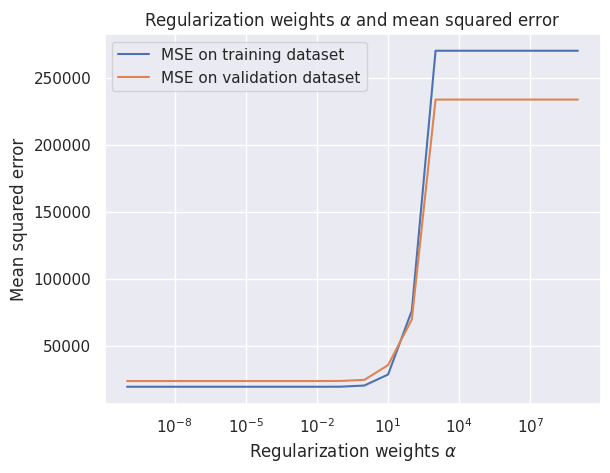 Regularization weights α and mean squared error
MSE on training dataset
MSE on validation dataset
250000
200000
150000
100000
50000
Mean squared error
10⁻⁸
10⁻⁵
10⁻²
10¹
10⁴
10⁷
Regularization weights α